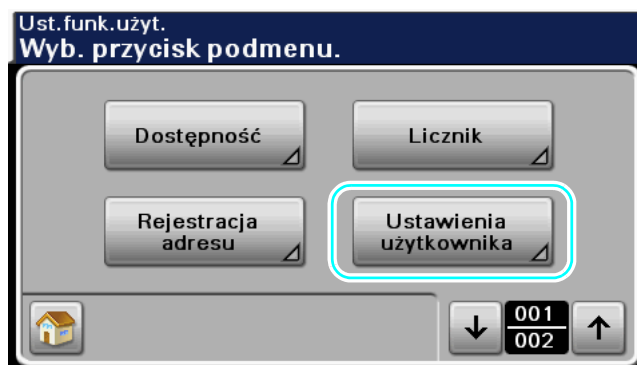 Ust.funk.użyt.
Wyb. przycisk podmenu.
Dostępność
Licznik
Rejestracja
adresu
Ustawienia
użytkownika
001
002